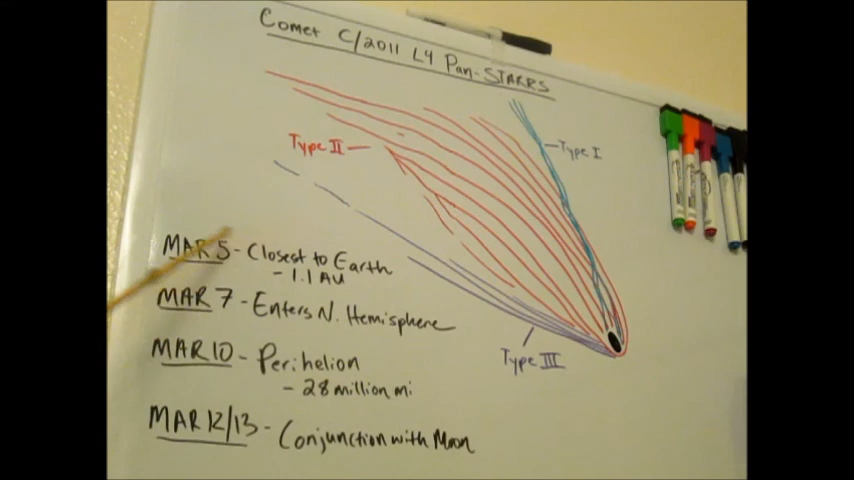 Comet C/2011 L4 Pan-STARRS
Type II
Type I
MAR 5 - Closest to Earth
- 1.1 AU
MAR 7 - Enters N. Hemisphere
MAR 10 - Perihelion
- 28 million mi
Type III
MAR 12/13 - Conjunction with Moon